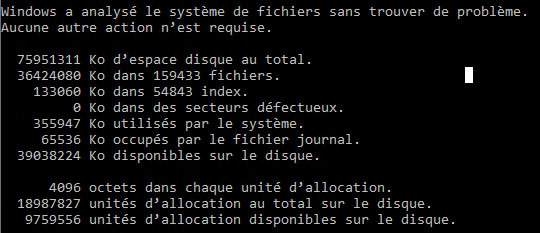 Windows a analysé le système de fichiers sans trouver de problème.
Aucune autre action n’est requise.
75951311 Ko d’espace disque au total.
36424080 Ko dans 159433 fichiers.
133060 Ko dans 54843 index.
0 Ko dans des secteurs défectueux.
355947 Ko utilisés par le système.
65536 Ko occupés par le fichier journal.
39038224 Ko disponibles sur le disque.
4096 octets dans chaque unité d’allocation.
18987827 unités d’allocation au total sur le disque.
9759556 unités d’allocation disponibles sur le disque.